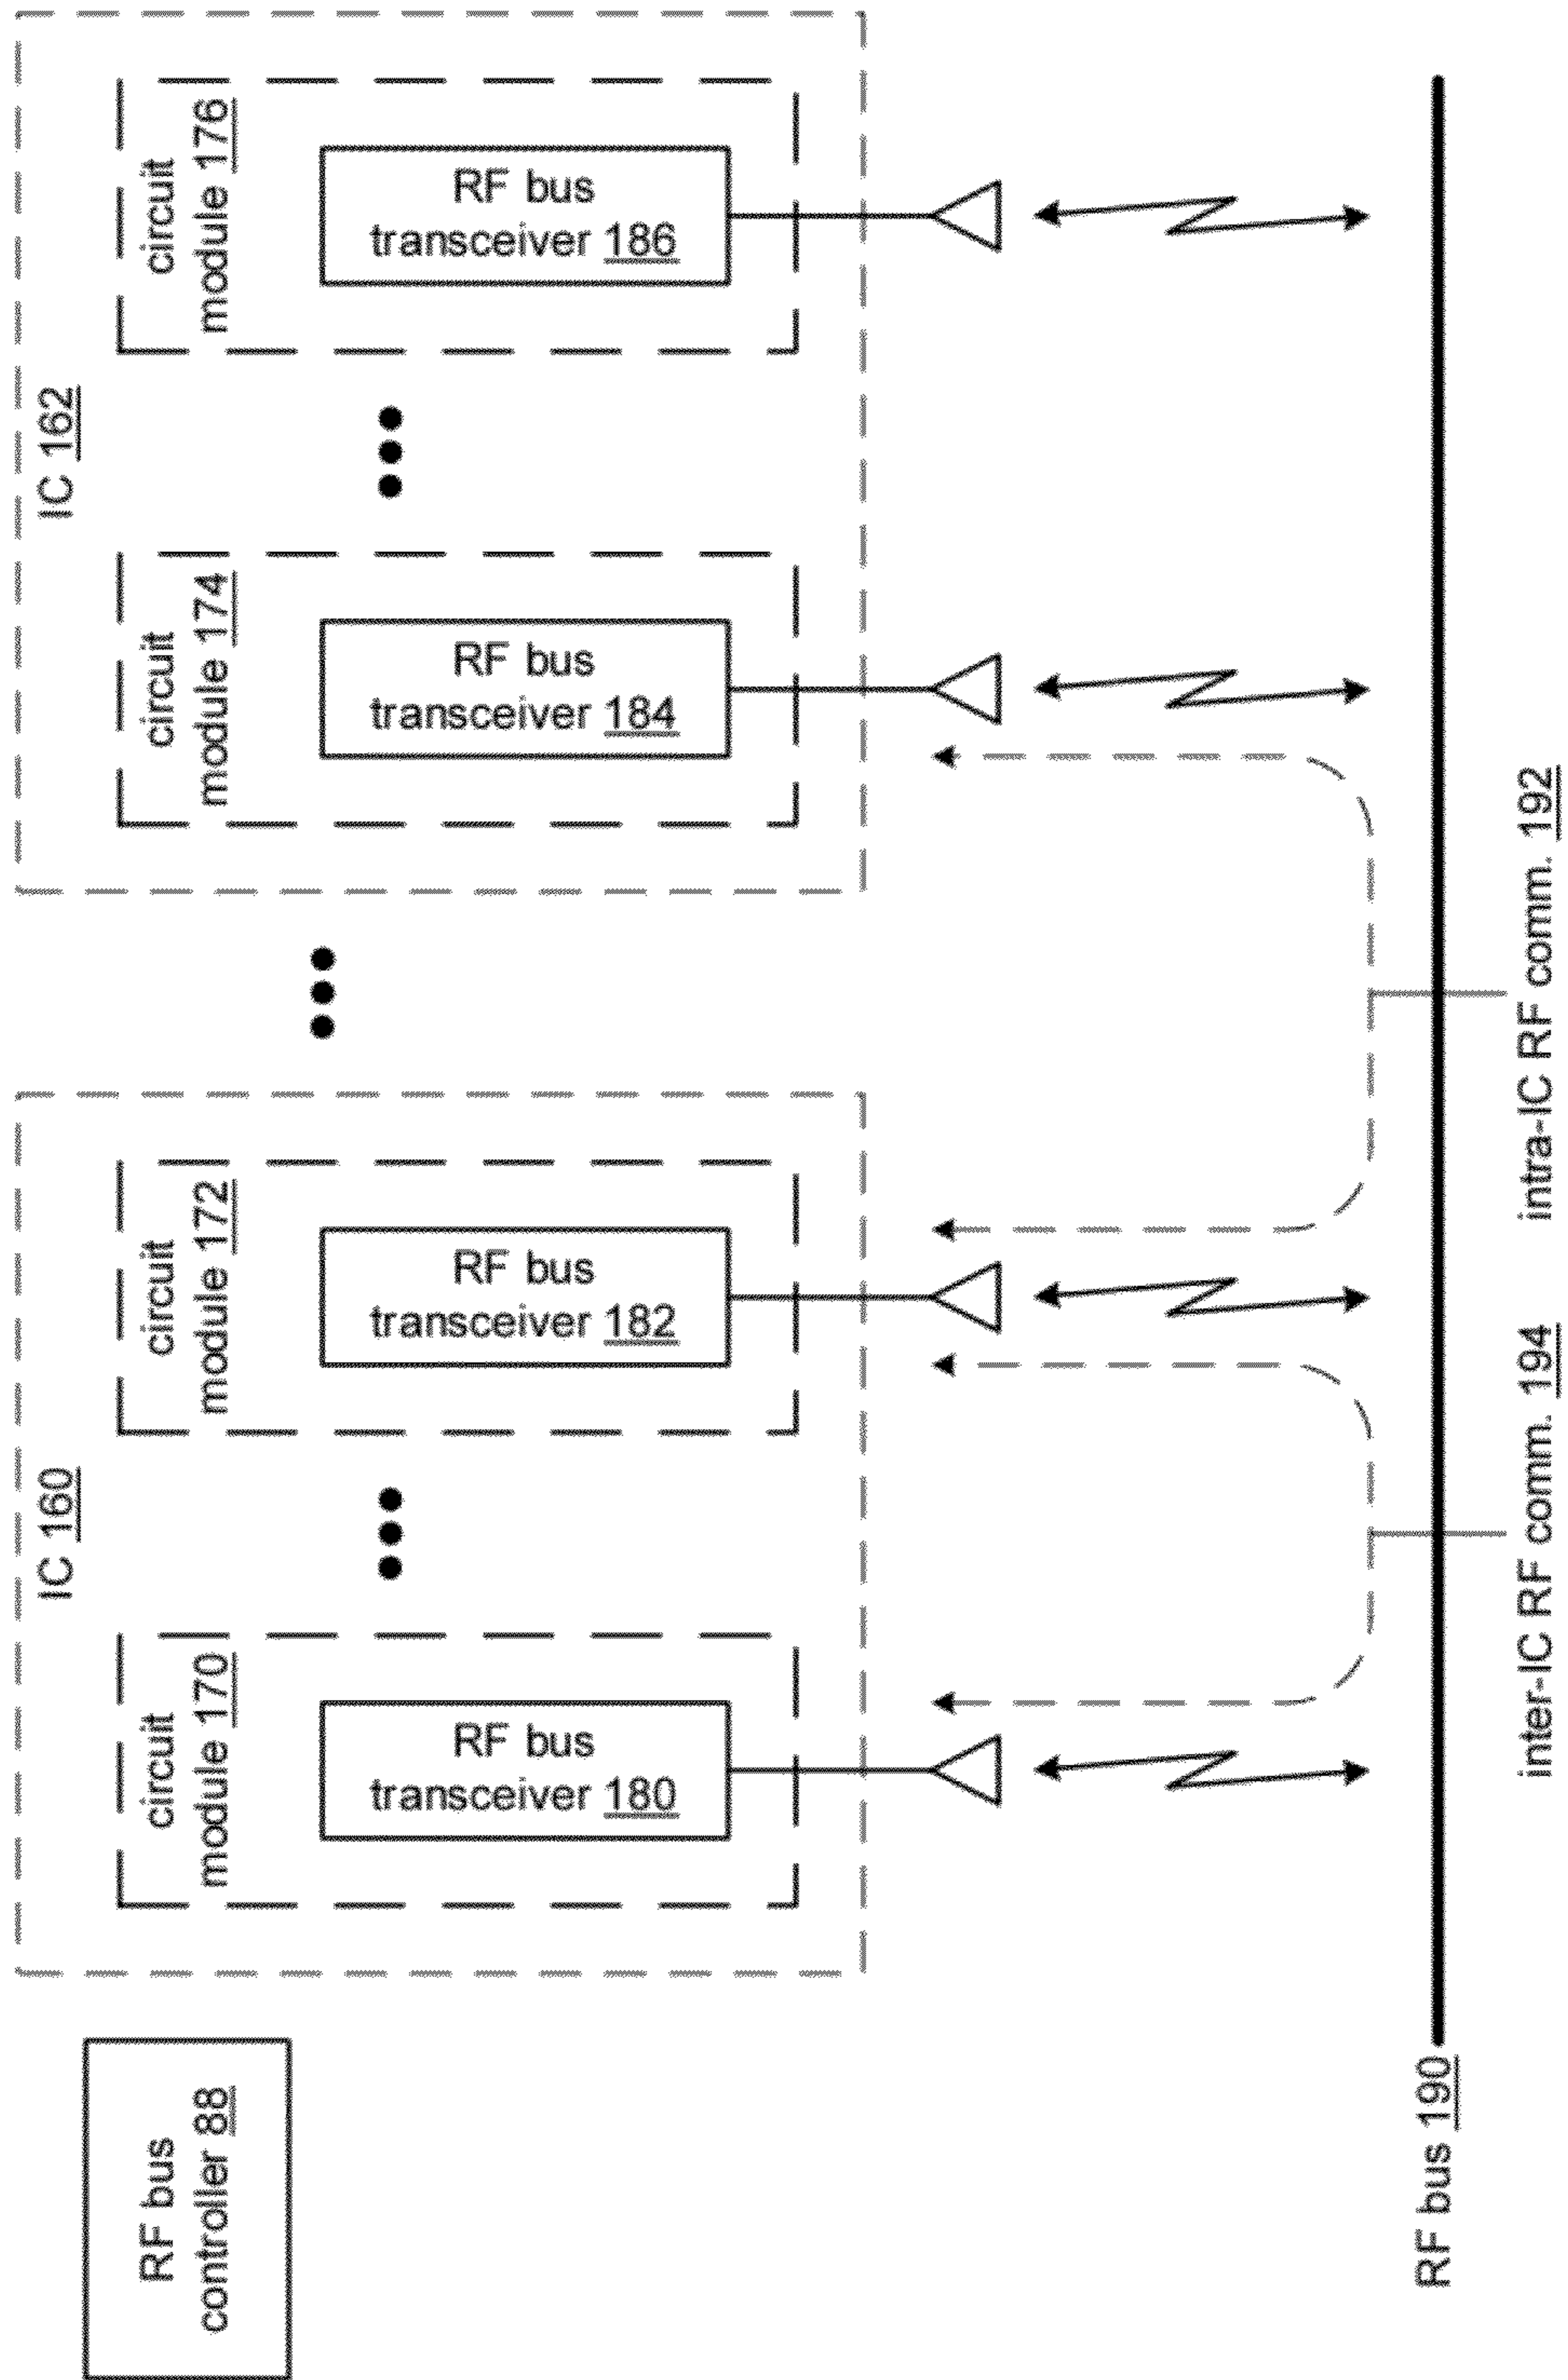 RF bus
controller 88
IC 160
circuit
module 170
RF bus
transceiver 180
circuit
module 172
RF bus
transceiver 182
IC 162
circuit
module 174
RF bus
transceiver 184
circuit
module 176
RF bus
transceiver 186
RF bus 190
inter-IC RF comm. 194
intra-IC RF comm. 192